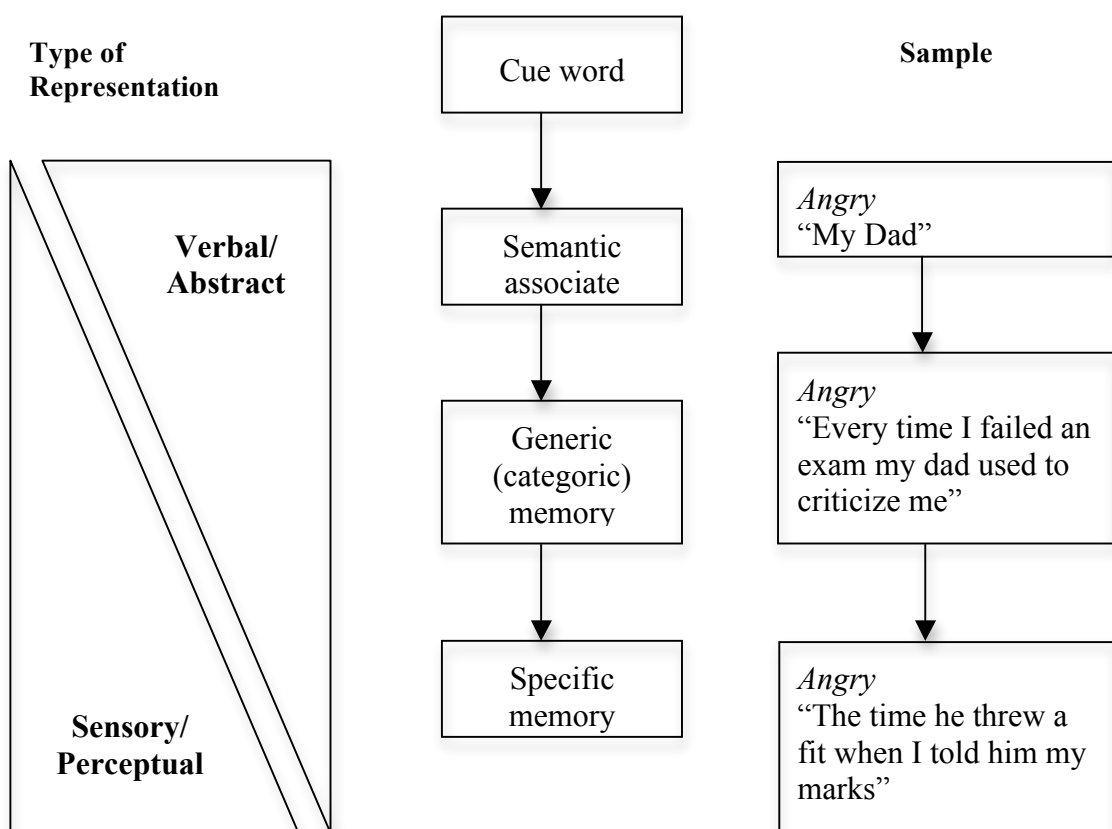 Type of
Representation
Cue word
Sample
Verbal/
Abstract
Sensory/
Perceptual
Semantic
associate
Generic
(categoric)
memory
Specific
memory
Angry
“My Dad”
Angry
“Every time I failed an
exam my dad used to
criticize me”
Angry
“The time he threw a
fit when I told him my
marks”